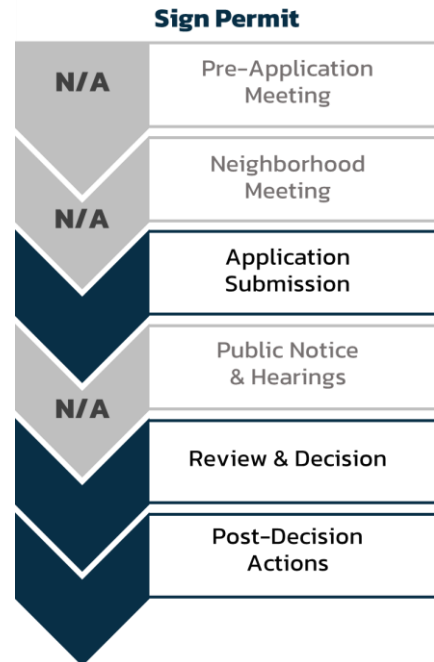 Sign Permit
N/A
Pre-Application
Meeting
Neighborhood
Meeting
N/A
Application
Submission
Public Notice
& Hearings
N/A
Review & Decision
Post-Decision
Actions